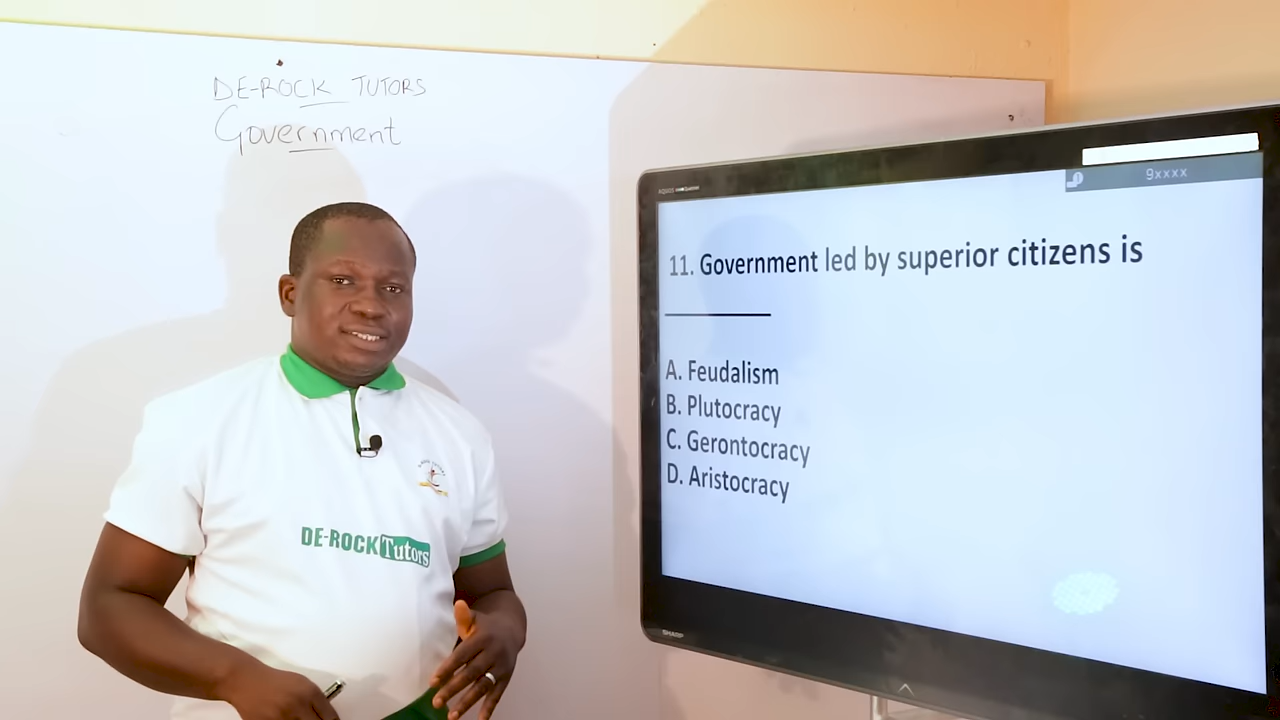 DE-ROCK TUTORS
Government
9xxxx
11. Government led by superior citizens is
A. Feudalism
B. Plutocracy
C. Gerontocracy
D. Aristocracy
DE-ROCK Tutors
SHARP